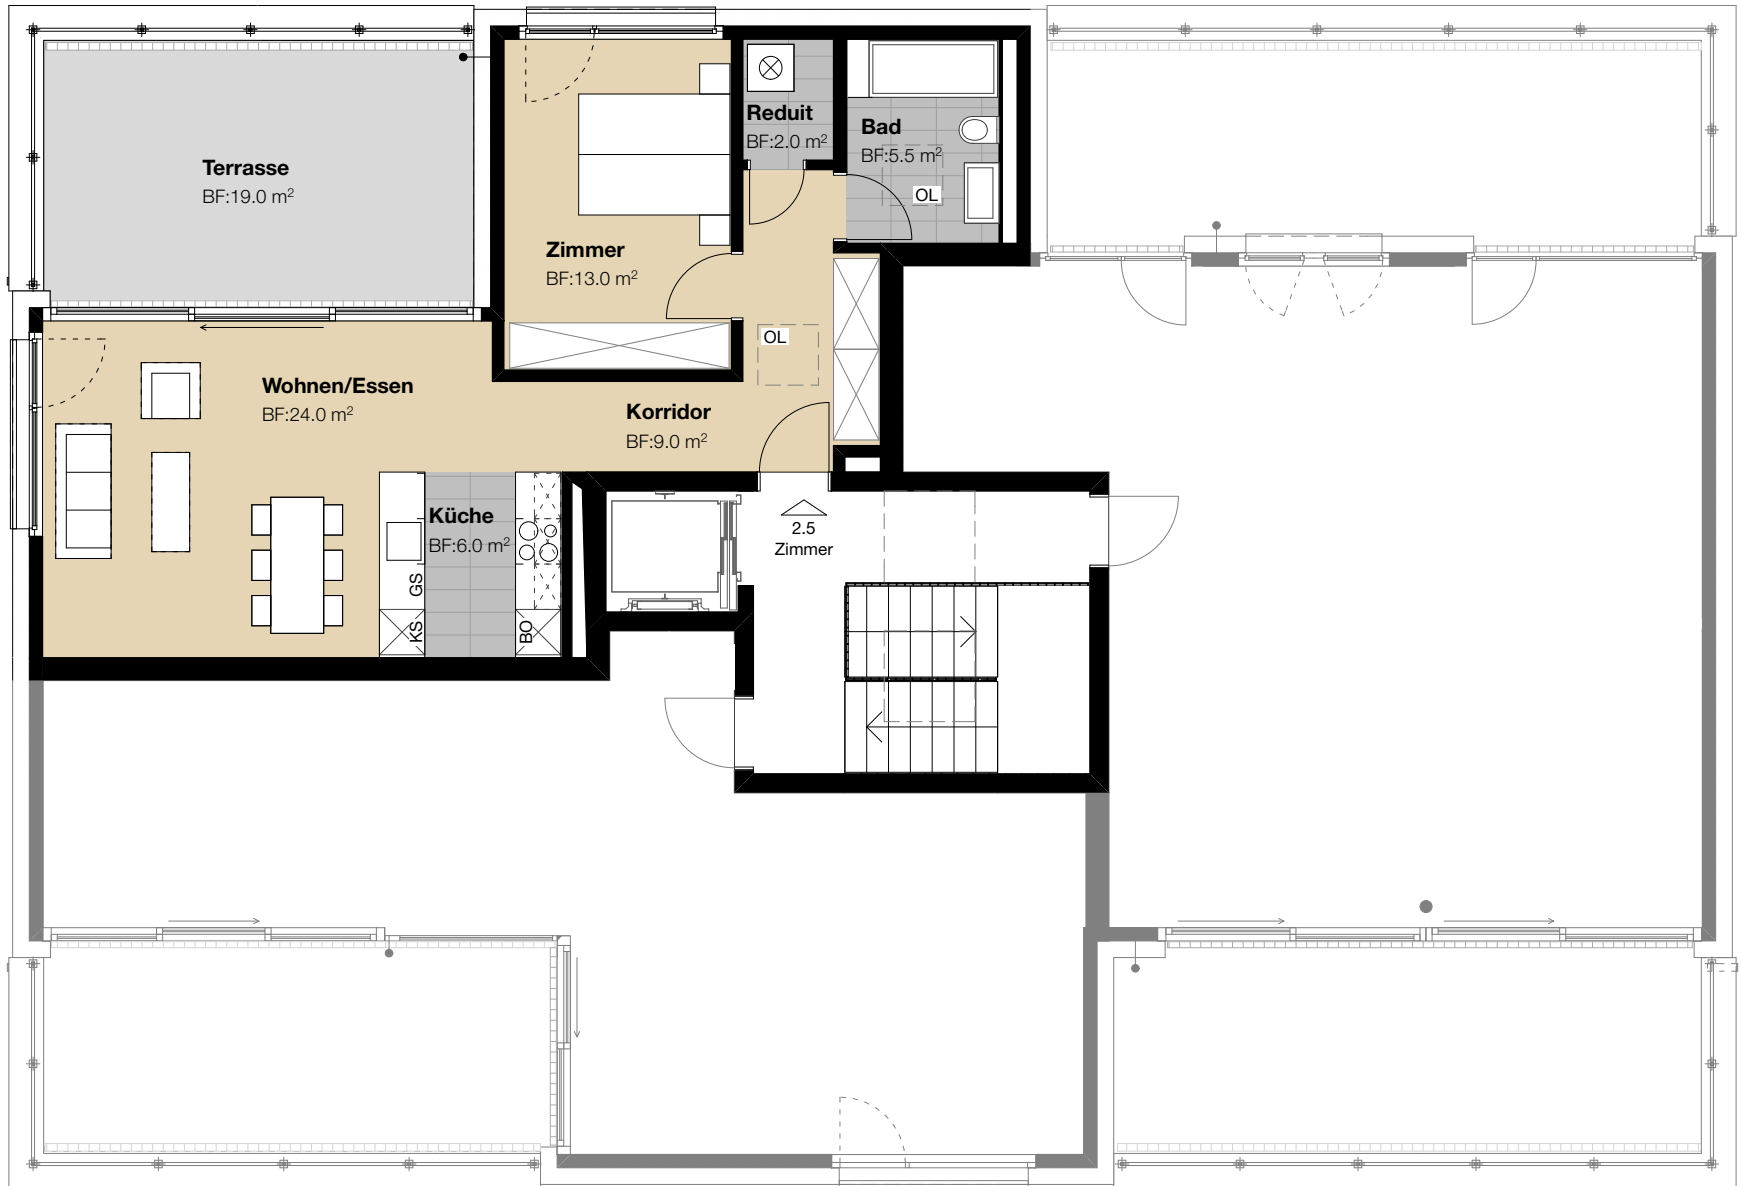 Reduit
BF:2.0 m²
Bad
BF:5.5 m²
OL
Terrasse
BF:19.0 m²
Zimmer
BF:13.0 m²
OL
Wohnen/Essen
BF:24.0 m²
Korridor
BF:9.0 m²
Küche
BF:6.0 m²
GS
KS
BO
2.5
Zimmer